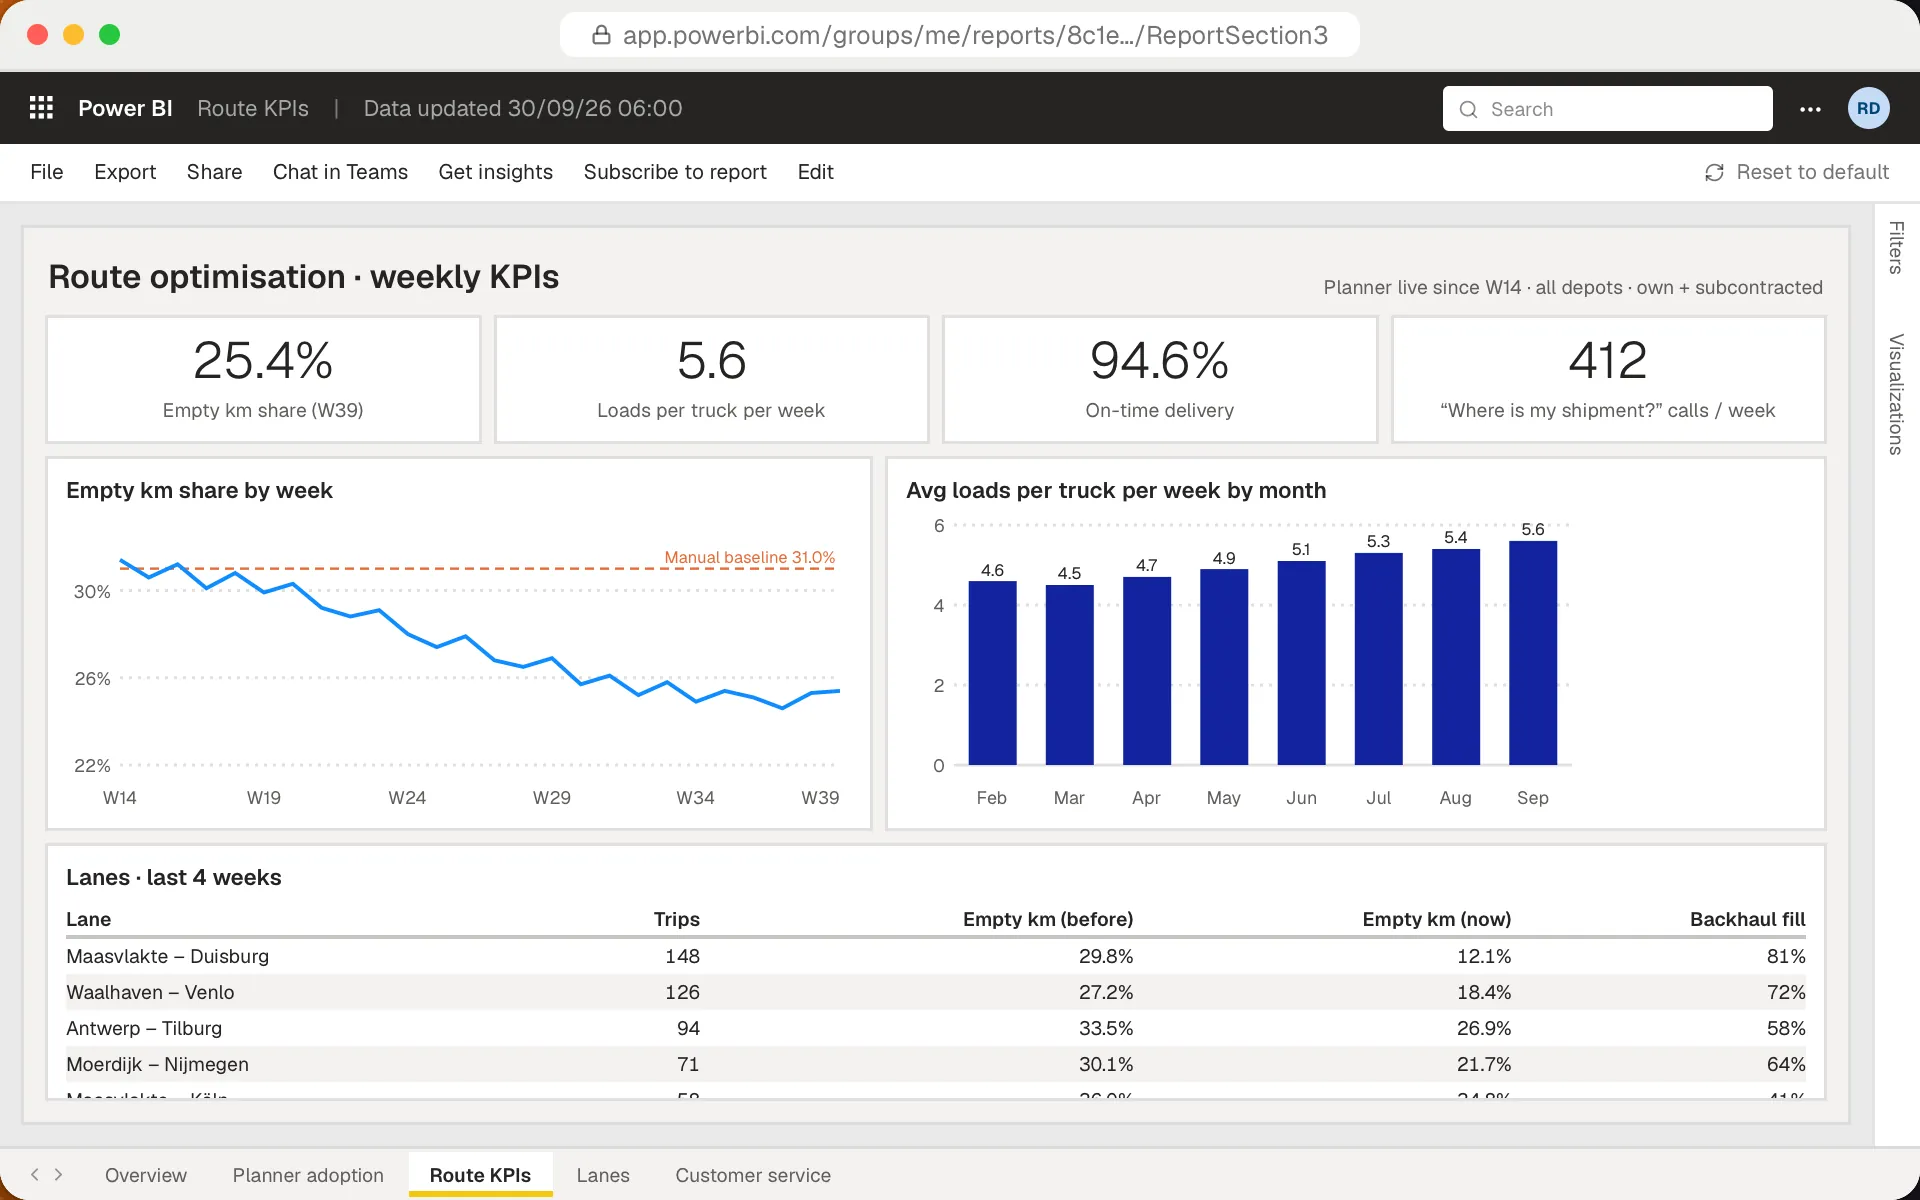 app.powerbi.com/groups/me/reports/8c1e…/ReportSection3
Power BI Route KPIs | Data updated 30/09/26 06:00 Search RD
File Export Share Chat in Teams Get insights Subscribe to report Edit Reset to default
Filters
Visualizations
Route optimisation · weekly KPIs
Planner live since W14 · all depots · own + subcontracted
25.4%
Empty km share (W39)
5.6
Loads per truck per week
94.6%
On-time delivery
412
“Where is my shipment?” calls / week
Empty km share by week
Manual baseline 31.0%
30%
26%
22%
W14 W19 W24 W29 W34 W39
Avg loads per truck per week by month
6
4
2
0
4.6 4.5 4.7 4.9 5.1 5.3 5.4 5.6
Feb Mar Apr May Jun Jul Aug Sep
Lanes · last 4 weeks
Lane Trips Empty km (before) Empty km (now) Backhaul fill
Maasvlakte – Duisburg 148 29.8% 12.1% 81%
Waalhaven – Venlo 126 27.2% 18.4% 72%
Antwerp – Tilburg 94 33.5% 26.9% 58%
Moerdijk – Nijmegen 71 30.1% 21.7% 64%
Maasvlakte – Köln
Overview Planner adoption Route KPIs Lanes Customer service